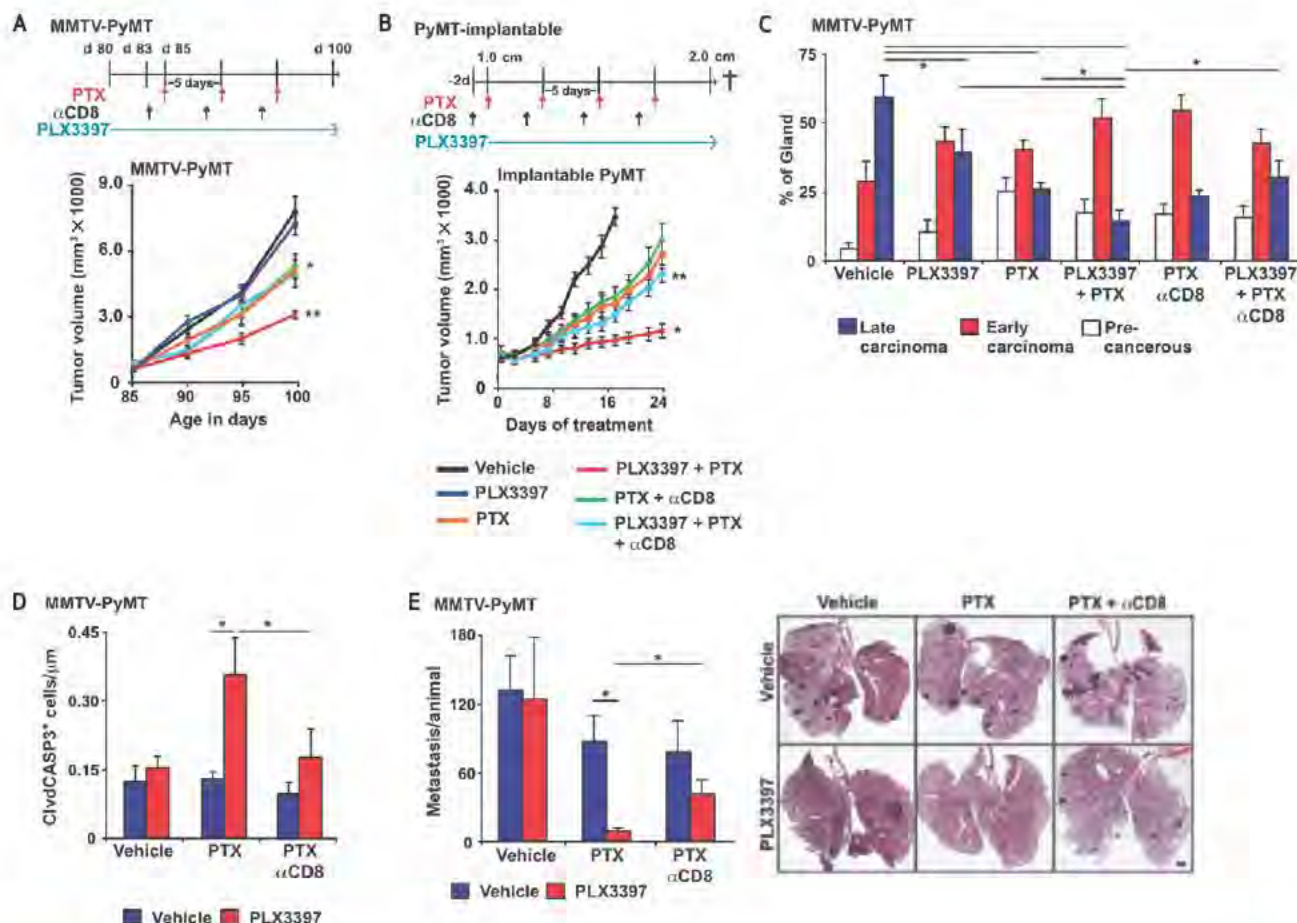 A MMTV-PyMT
d 80 d 83 d 85 d 100
~5 days
PTX
αCD8
PLX3397
MMTV-PyMT
Tumor volume (mm³ × 1000)
9.0
6.0
3.0
0
*
**
85 90 95 100
Age in days
B PyMT-implantable
1.0 cm 2.0 cm
-2d
~5 days
PTX
αCD8
PLX3397
Implantable PyMT
Tumor volume (mm³ × 1000)
4.0
3.0
2.0
1.0
0
**
*
0 8 16 24
Days of treatment
Vehicle
PLX3397
PTX
PLX3397 + PTX
PTX + αCD8
PLX3397 + PTX
+ αCD8
C MMTV-PyMT
% of Gland
75
50
25
0
* * *
Vehicle PLX3397 PTX PLX3397 PTX PLX3397
+ PTX αCD8 + PTX
αCD8
Late Early Pre-
carcinoma carcinoma cancerous
D MMTV-PyMT
ClvdCASP3⁺ cells/μm
0.45
0.30
0.15
0
* *
Vehicle PTX PTX
αCD8
Vehicle PLX3397
E MMTV-PyMT
Metastasis/animal
180
120
60
0
*
*
Vehicle PTX PTX
αCD8
Vehicle PLX3397
Vehicle PTX PTX + αCD8
Vehicle
PLX3397